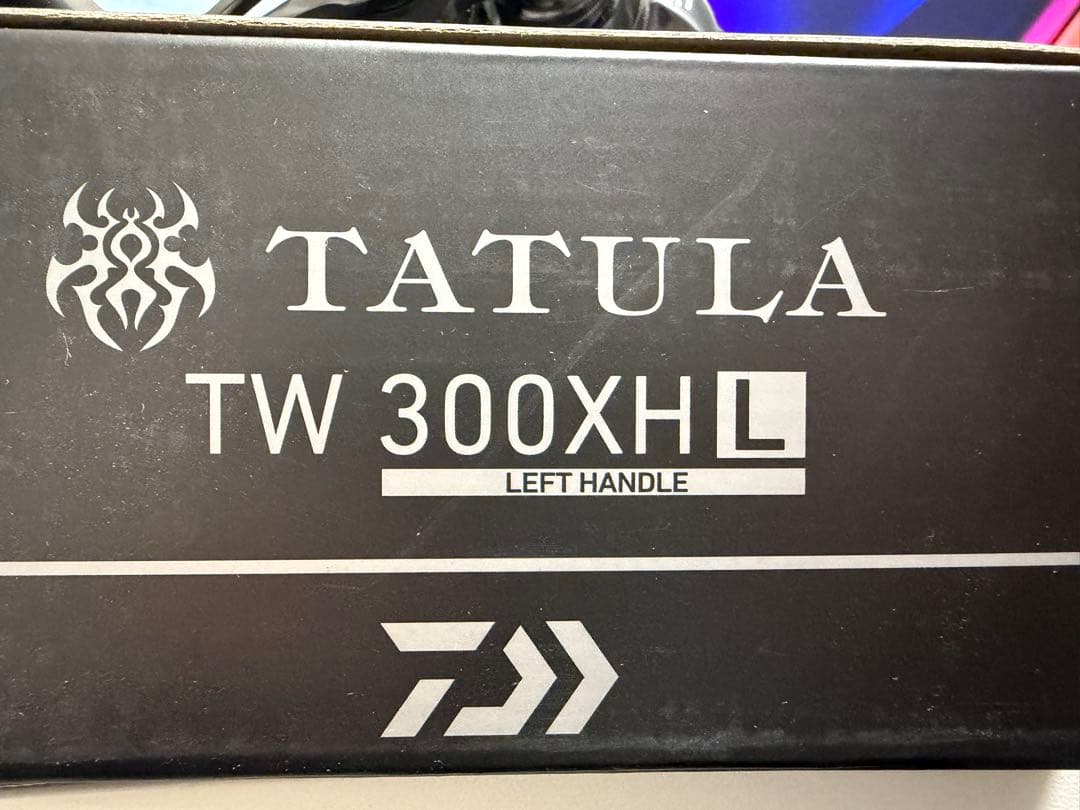 TATULA
TW 300XH L
LEFT HANDLE